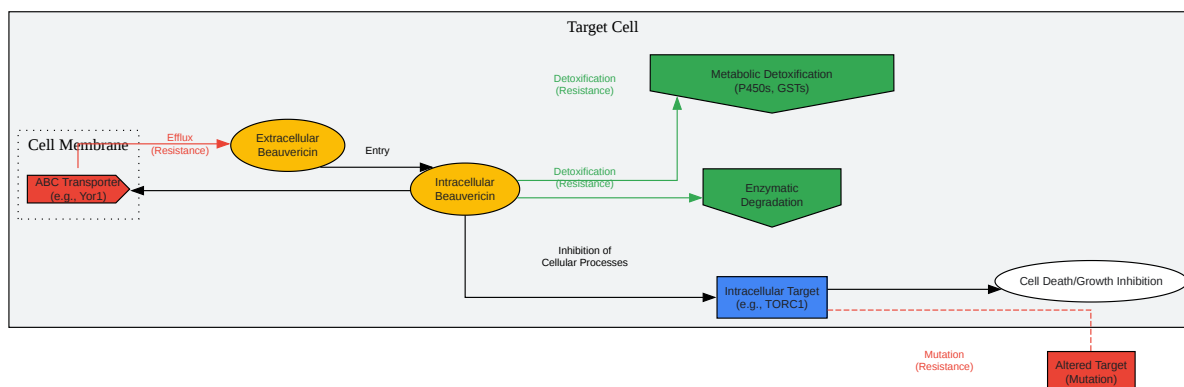 Target Cell
Detoxification
(Resistance)
Metabolic Detoxification
(P450s, GSTs)
Cell Membrane
Efflux
(Resistance)
Extracellular
Beauvericin
Entry
ABC Transporter
(e.g., Yor1)
Intracellular
Beauvericin
Detoxification
(Resistance)
Enzymatic
Degradation
Inhibition of
Cellular Processes
Intracellular Target
(e.g., TORC1)
Cell Death/Growth Inhibition
Mutation
(Resistance)
Altered Target
(Mutation)